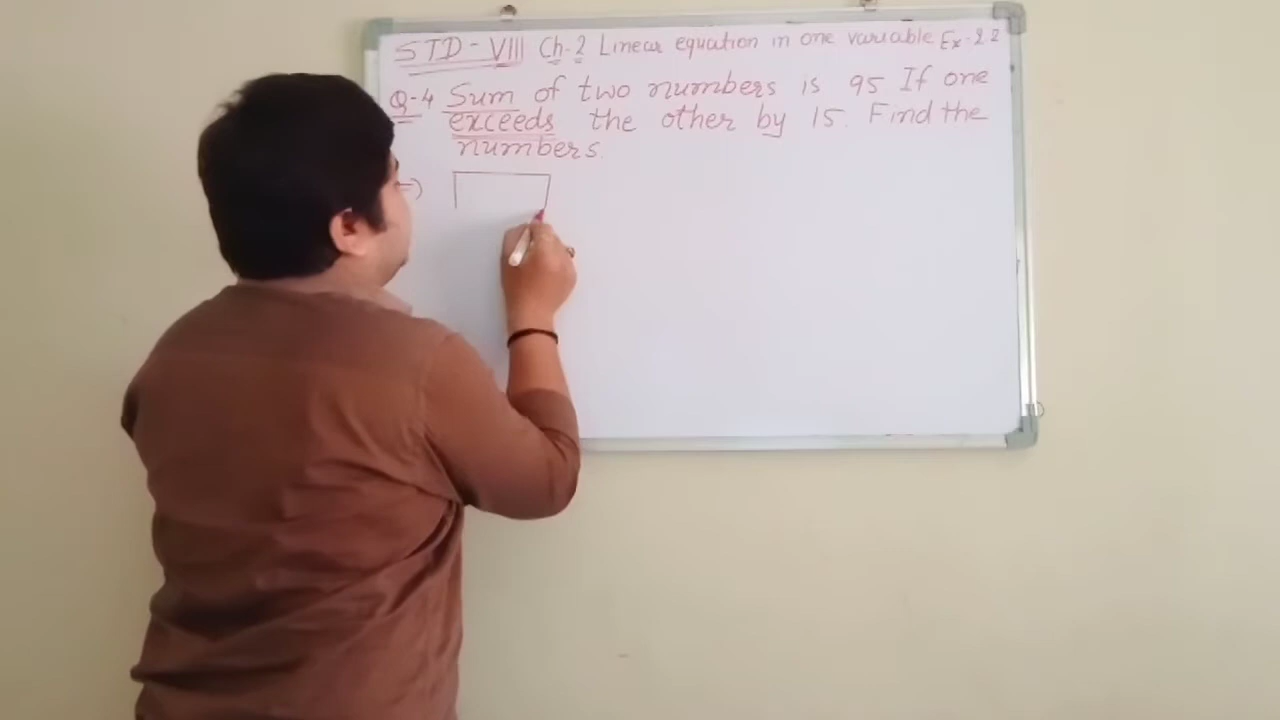 STD - VIII Ch-2 Linear equation in one variable Ex-2.2
Q-4 Sum of two numbers is 95 If one
exceeds the other by 15. Find the
numbers.